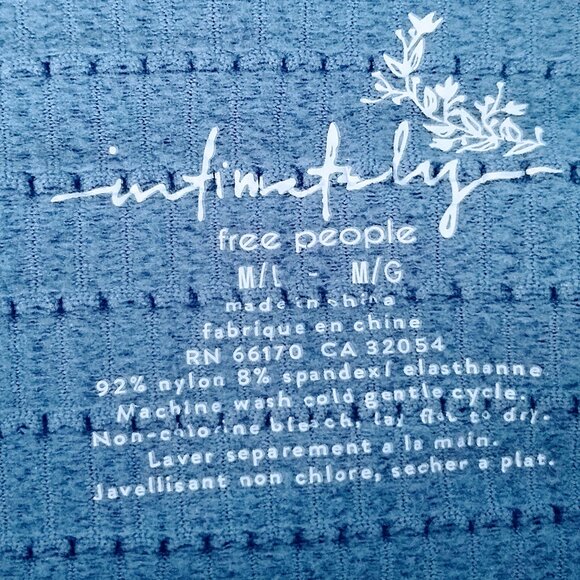 intimately
free people
M/L - M/G
made in china
fabrique en chine
RN 66170 CA 32054
92% nylon 8% spandex/ elasthanne
Machine wash cold gentle cycle.
Non-chlorine bleach, lay flat to dry.
Laver separement a la main.
Javellisant non chlore, secher a plat.